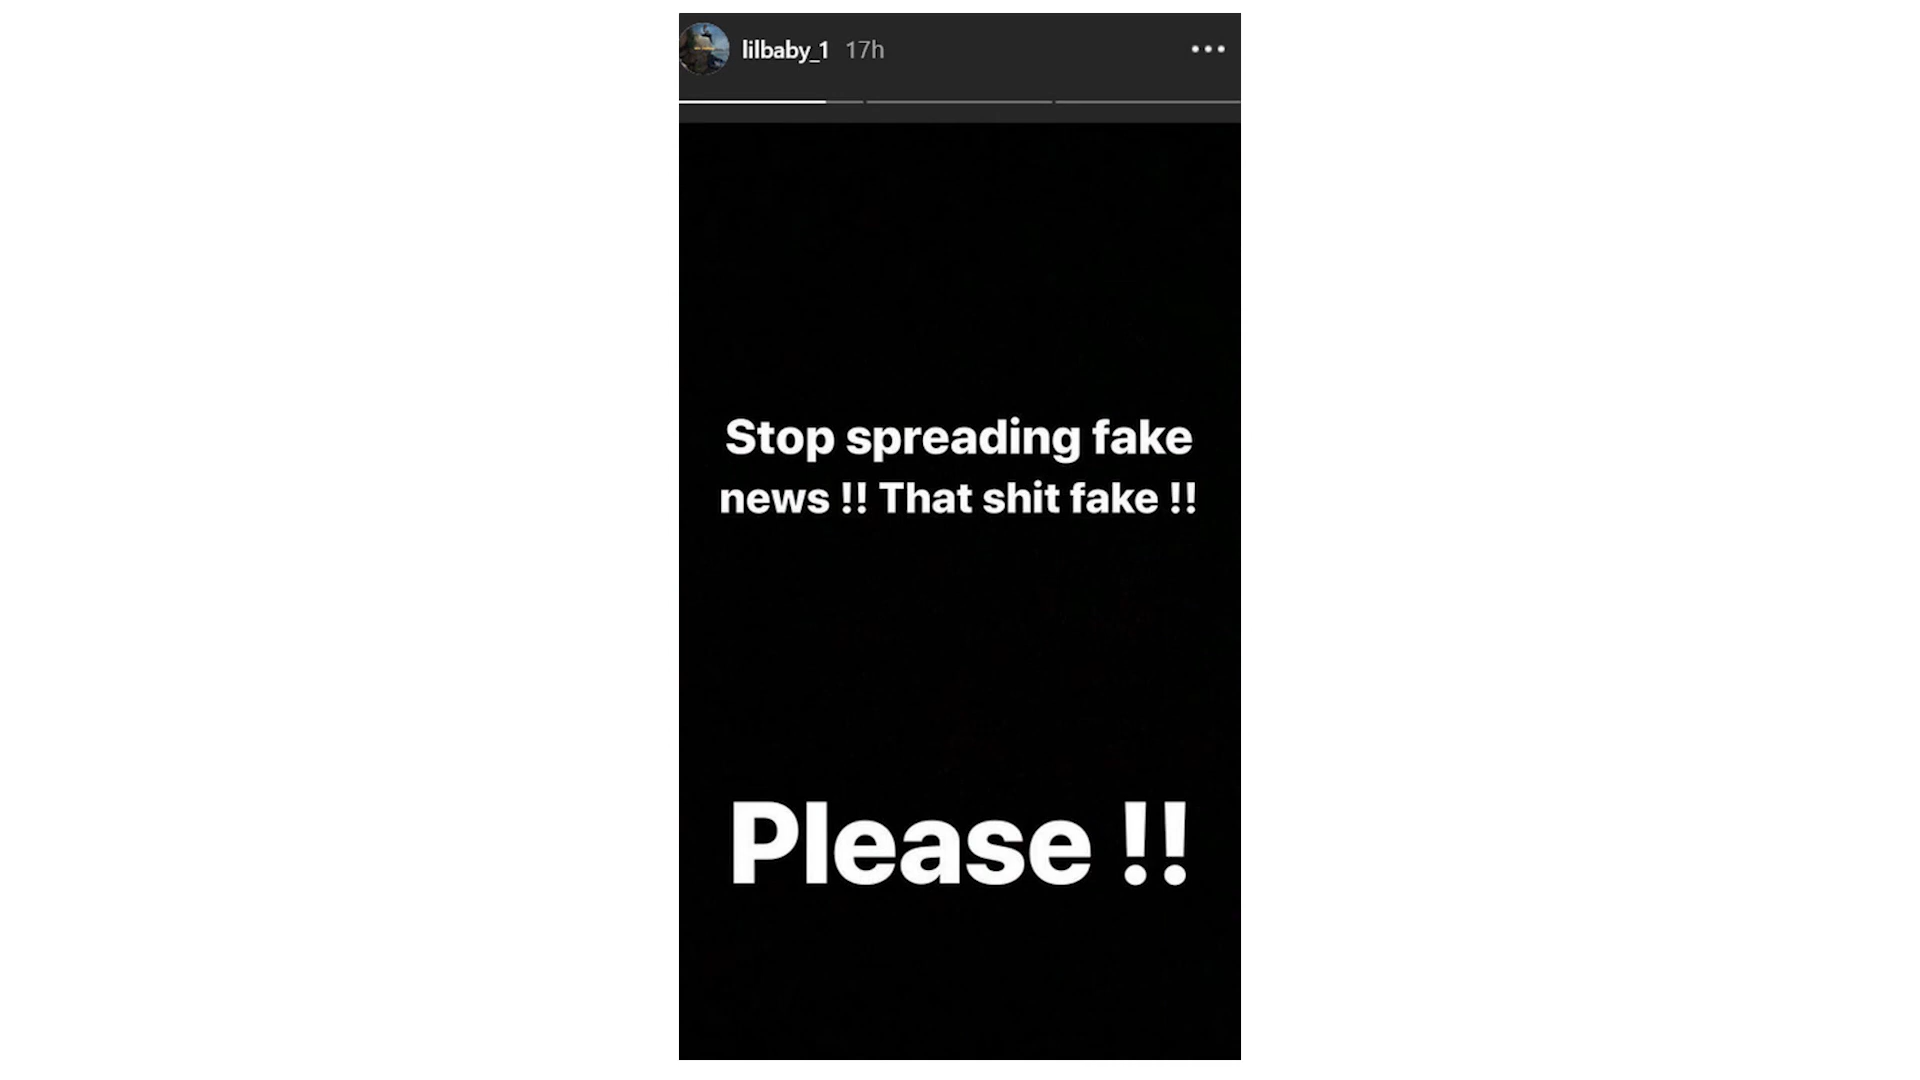 lilbaby_1 17h
Stop spreading fake
news !! That shit fake !!
Please !!